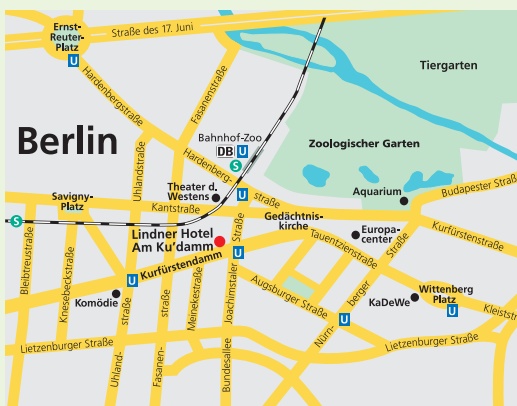 Ernst-
Reuter-
Platz
Straße des 17. Juni
U
Hardenbergstraße
Fasanenstraße
Tiergarten
Berlin
Bahnhof-Zoo
DB U
S
Zoologischer Garten
Uhlandstraße
Hardenberg-
straße
U
Theater d.
Westens
Aquarium
Budapester Straße
Savigny-
Platz
Kantstraße
S
Gedächtnis-
kirche
Europa-
center
Kurfürstenstraße
Lindner Hotel
Am Ku'damm
Tauentzienstraße
Kurfürstendamm
U
U
Bleibtreustraße
Knesebeckstraße
Komödie
Meinekestraße
Joachimstaler
Straße
Augsburger Straße
Nürn-
berger
Straße
KaDeWe
Wittenberg
Platz
U
Kleiststr
U
Lietzenburger Straße
Lietzenburger Straße
Uhland-
straße
Fasanen-
straße
Bundesallee